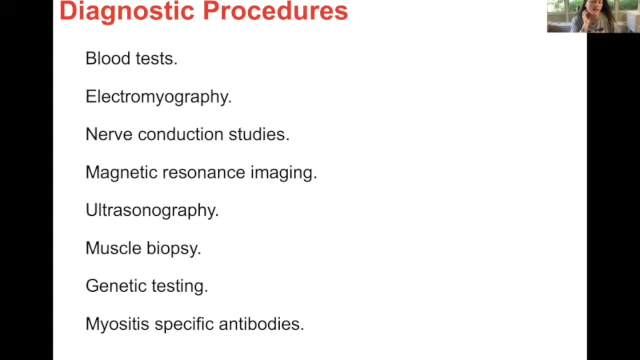 Diagnostic Procedures
Blood tests.
Electromyography.
Nerve conduction studies.
Magnetic resonance imaging.
Ultrasonography.
Muscle biopsy.
Genetic testing.
Myositis specific antibodies.